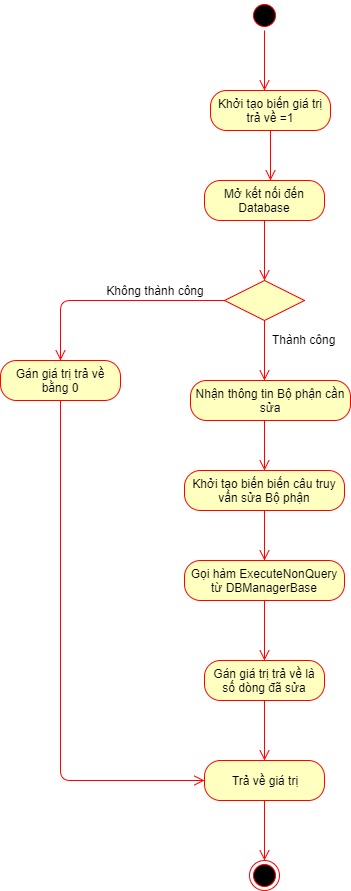 Khởi tạo biến giá trị
trả về =1
Mở kết nối đến
Database
Không thành công
Thành công
Gán giá trị trả về
bằng 0
Nhận thông tin Bộ phận cần
sửa
Khởi tạo biến biến câu truy
vấn sửa Bộ phận
Gọi hàm ExecuteNonQuery
từ DBManagerBase
Gán giá trị trả về là
số dòng đã sửa
Trả về giá trị